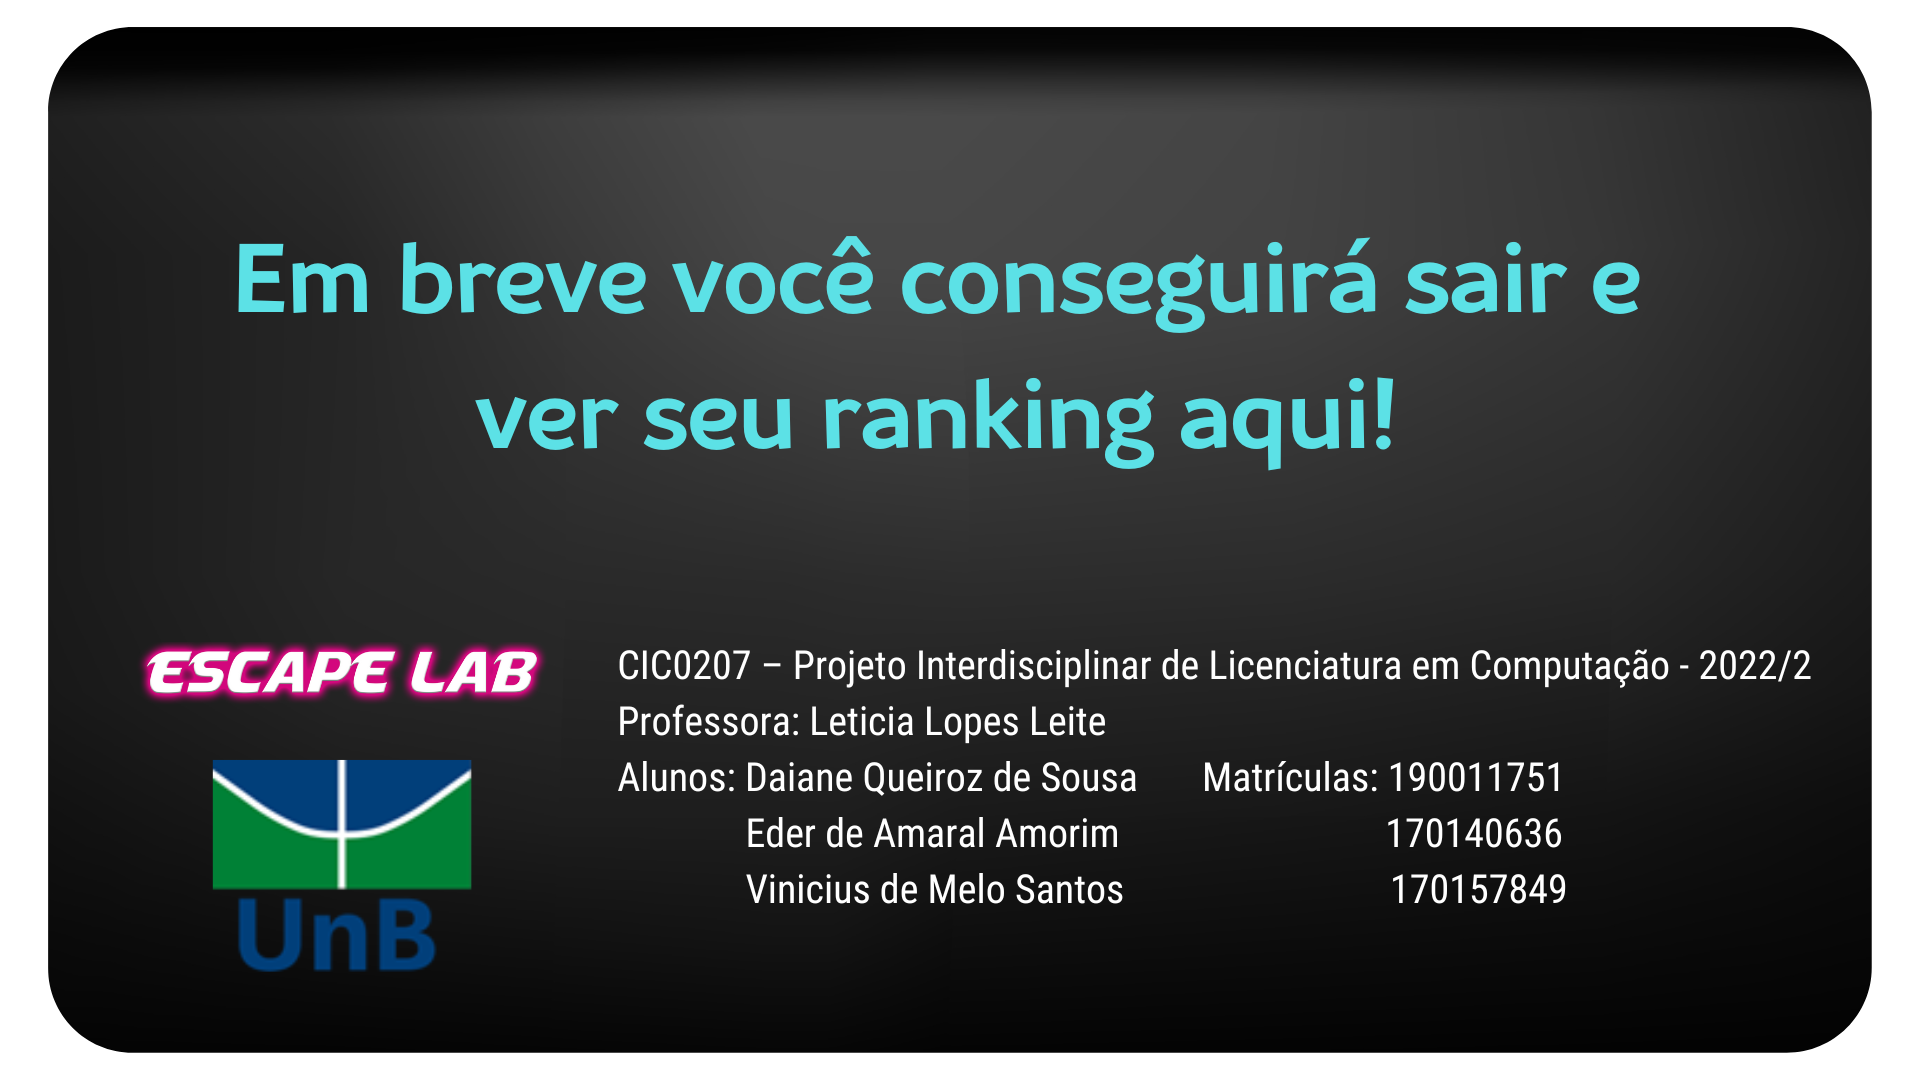 Em breve você conseguirá sair e
ver seu ranking aqui!
ESCAPE LAB
CIC0207 – Projeto Interdisciplinar de Licenciatura em Computação - 2022/2
Professora: Leticia Lopes Leite
Alunos: Daiane Queiroz de Sousa Matrículas: 190011751
Eder de Amaral Amorim 170140636
Vinicius de Melo Santos 170157849
UnB